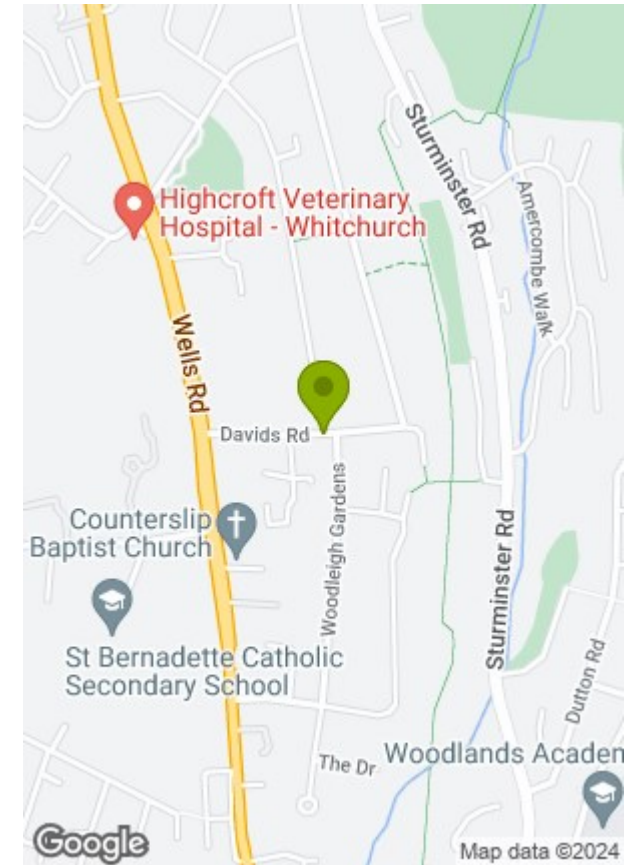 Sturminster Rd
Amercombe Walk
Highcroft Veterinary
Hospital - Whitchurch
Wells Rd
Davids Rd
Woodleigh Gardens
Counterslip
Baptist Church
Sturminster Rd
St Bernadette Catholic
Secondary School
Dutton Rd
The Dr
Woodlands Academ
Google
Map data ©2024